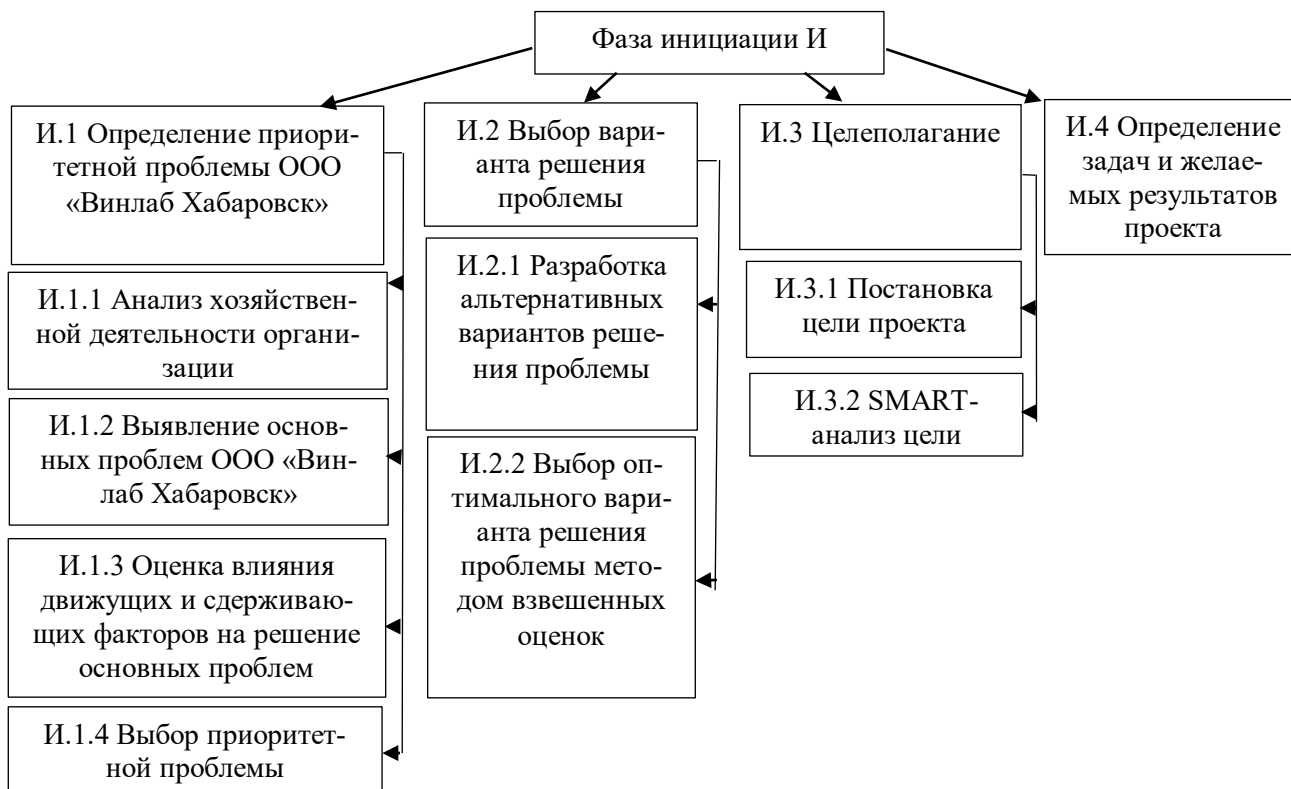 Фаза инициации И
И.1 Определение приори-
тетной проблемы ООО
«Винлаб Хабаровск»
И.1.1 Анализ хозяйствен-
ной деятельности органи-
зации
И.1.2 Выявление основ-
ных проблем ООО «Вин-
лаб Хабаровск»
И.1.3 Оценка влияния
движущих и сдерживаю-
щих факторов на решение
основных проблем
И.1.4 Выбор приоритет-
ной проблемы
И.2 Выбор вари-
анта решения
проблемы
И.2.1 Разработка
альтернативных
вариантов реше-
ния проблемы
И.2.2 Выбор оп-
тимального вари-
анта решения
проблемы мето-
дом взвешенных
оценок
И.3 Целеполагание
И.3.1 Постановка
цели проекта
И.3.2 SMART-
анализ цели
И.4 Определение
задач и желае-
мых результатов
проекта